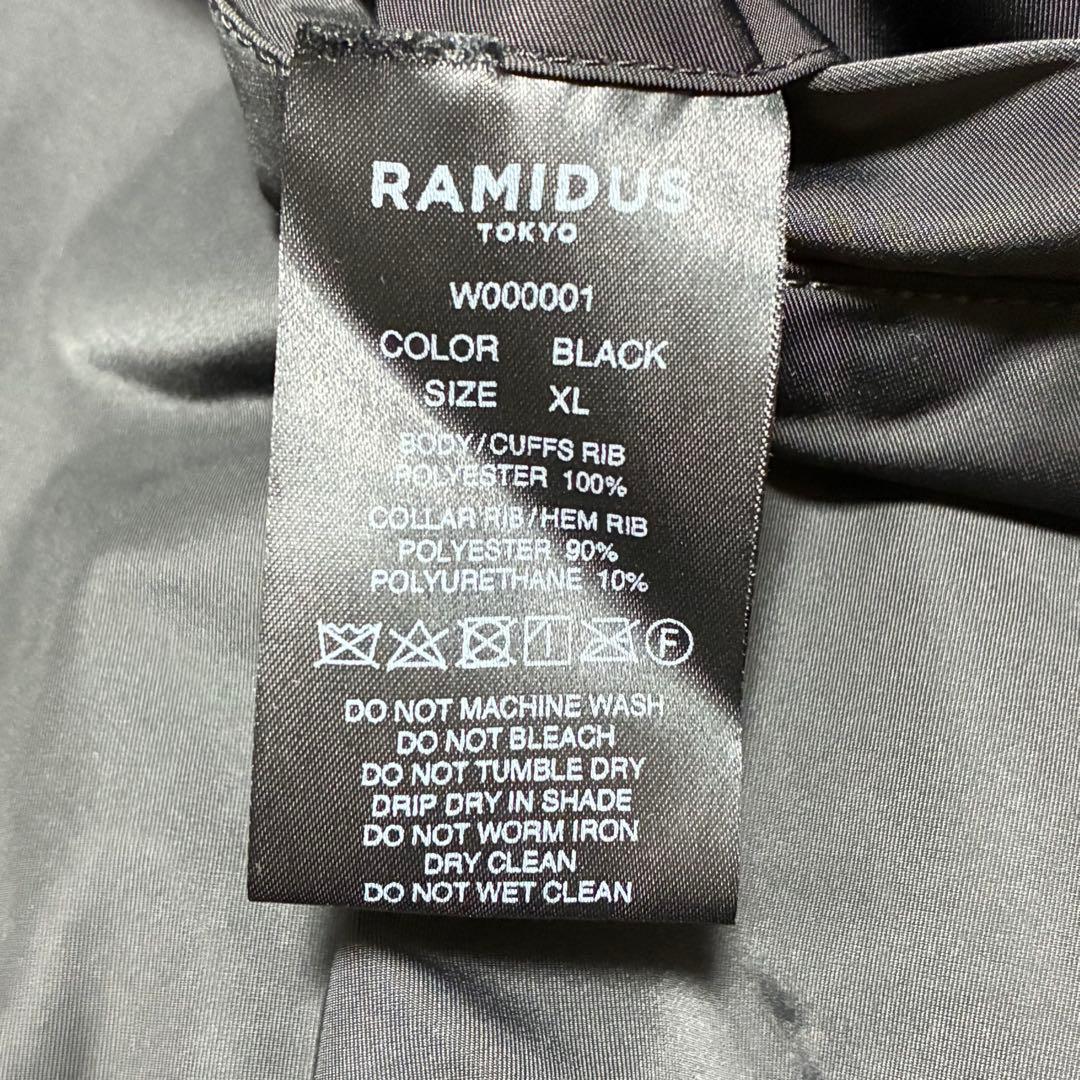 RAMIDUS
TOKYO
W000001
COLOR BLACK
SIZE XL
BODY/CUFFS RIB
POLYESTER 100%
COLLAR RIB/HEM RIB
POLYESTER 90%
POLYURETHANE 10%
F
DO NOT MACHINE WASH
DO NOT BLEACH
DO NOT TUMBLE DRY
DRIP DRY IN SHADE
DO NOT WORM IRON
DRY CLEAN
DO NOT WET CLEAN